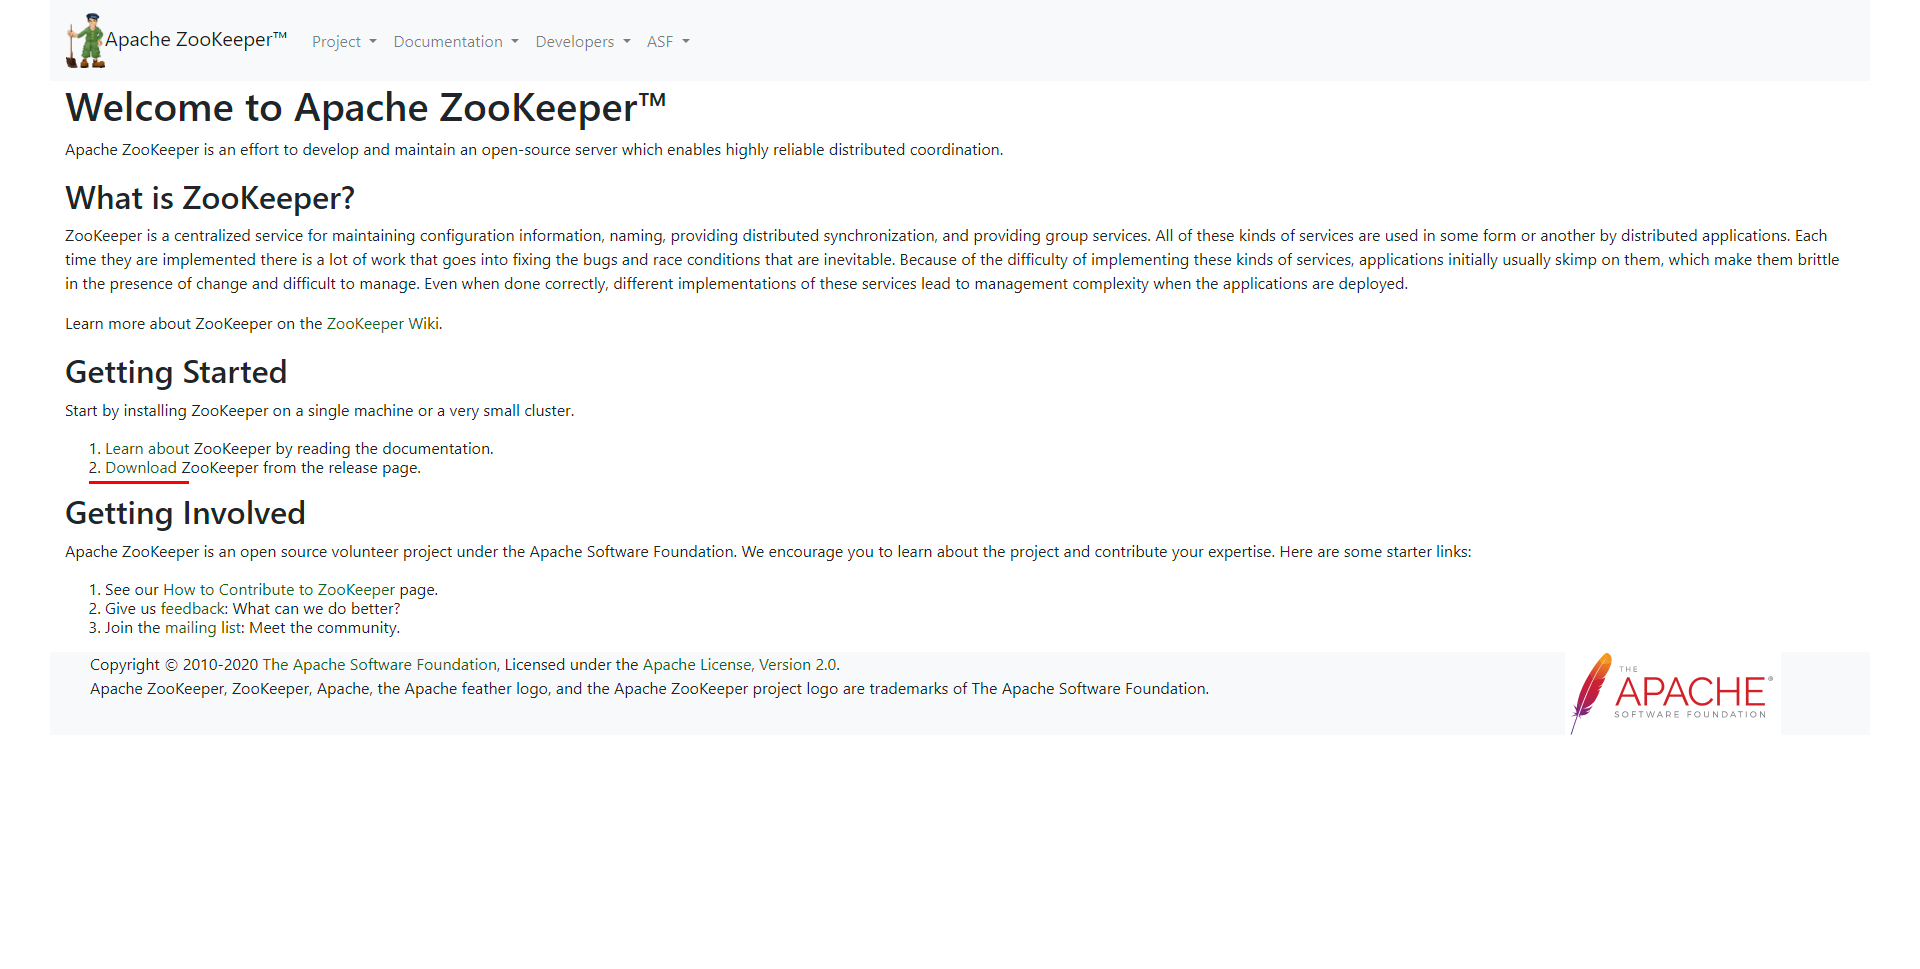 Apache ZooKeeper™ Project Documentation Developers ASF
Welcome to Apache ZooKeeper™
Apache ZooKeeper is an effort to develop and maintain an open-source server which enables highly reliable distributed coordination.
What is ZooKeeper?
ZooKeeper is a centralized service for maintaining configuration information, naming, providing distributed synchronization, and providing group services. All of these kinds of services are used in some form or another by distributed applications. Each
time they are implemented there is a lot of work that goes into fixing the bugs and race conditions that are inevitable. Because of the difficulty of implementing these kinds of services, applications initially usually skimp on them, which make them brittle
in the presence of change and difficult to manage. Even when done correctly, different implementations of these services lead to management complexity when the applications are deployed.
Learn more about ZooKeeper on the ZooKeeper Wiki.
Getting Started
Start by installing ZooKeeper on a single machine or a very small cluster.
1. Learn about ZooKeeper by reading the documentation.
2. Download ZooKeeper from the release page.
Getting Involved
Apache ZooKeeper is an open source volunteer project under the Apache Software Foundation. We encourage you to learn about the project and contribute your expertise. Here are some starter links:
1. See our How to Contribute to ZooKeeper page.
2. Give us feedback: What can we do better?
3. Join the mailing list: Meet the community.
Copyright © 2010-2020 The Apache Software Foundation, Licensed under the Apache License, Version 2.0.
Apache ZooKeeper, ZooKeeper, Apache, the Apache feather logo, and the Apache ZooKeeper project logo are trademarks of The Apache Software Foundation.
THE
APACHE®
SOFTWARE FOUNDATION